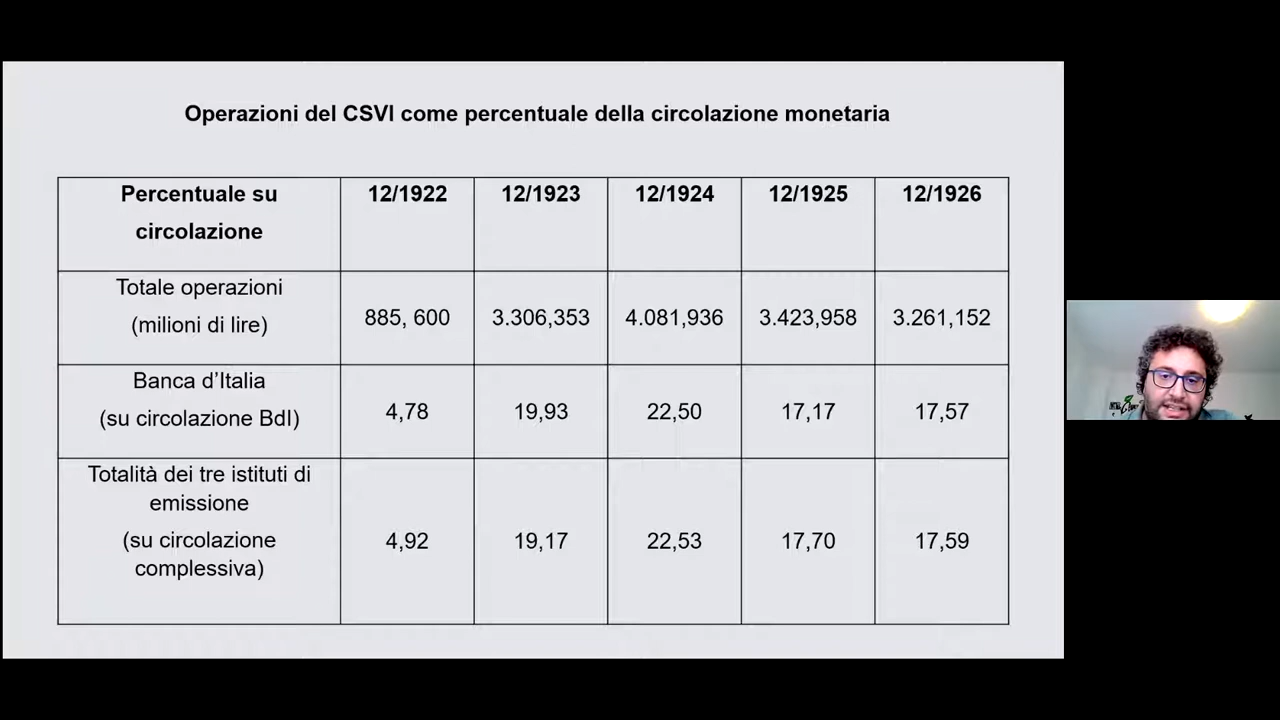 Operazioni del CSVI come percentuale della circolazione monetaria
Percentuale su
circolazione
12/1922
12/1923
12/1924
12/1925
12/1926
Totale operazioni
(milioni di lire)
885, 600
3.306,353
4.081,936
3.423,958
3.261,152
Banca d’Italia
(su circolazione BdI)
4,78
19,93
22,50
17,17
17,57
Totalità dei tre istituti di
emissione
(su circolazione
complessiva)
4,92
19,17
22,53
17,70
17,59